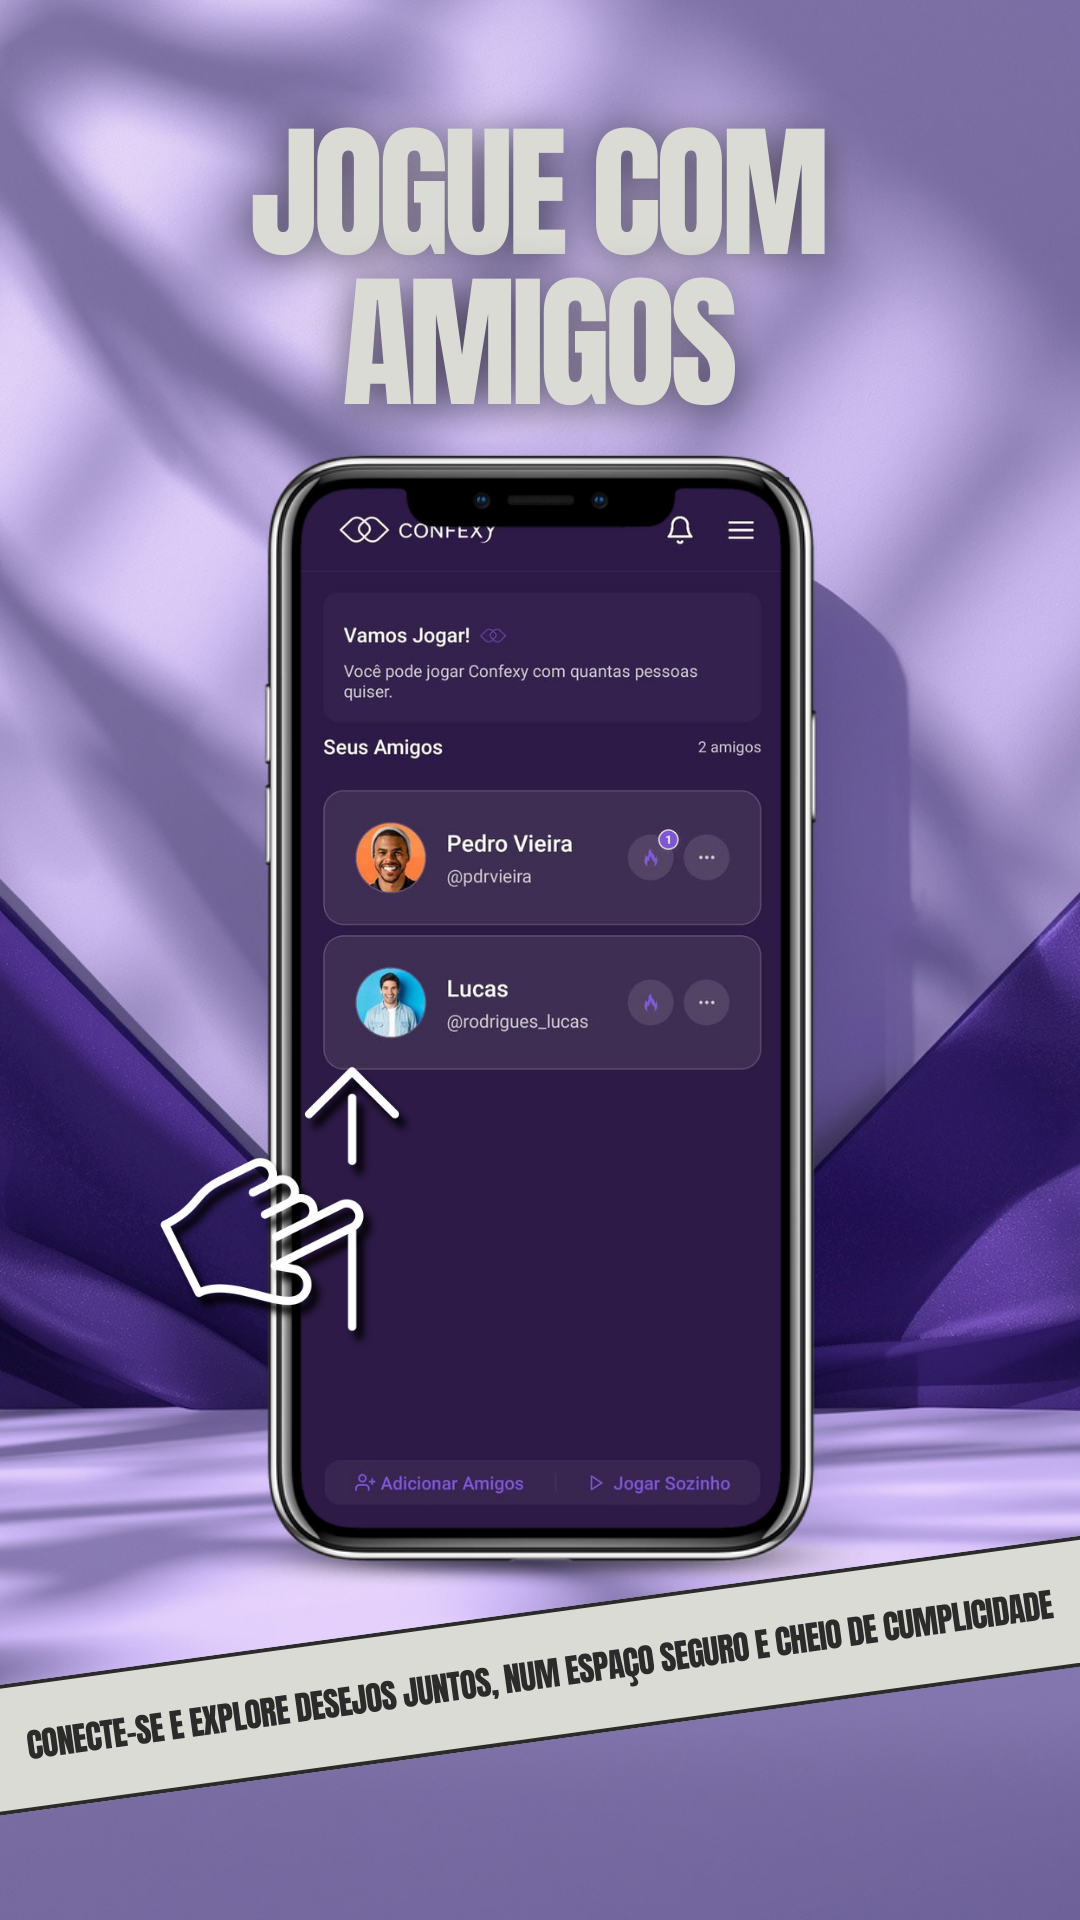 JOGUE COM
AMIGOS
CONFEXY
Vamos Jogar!
Você pode jogar Confexy com quantas pessoas
quiser.
Seus Amigos
2 amigos
Pedro Vieira
1
@pdrvieira
Lucas
@rodrigues_lucas
Adicionar Amigos
Jogar Sozinho
CONECTE-SE E EXPLORE DESEJOS JUNTOS, NUM ESPAÇO SEGURO E CHEIO DE CUMPLICIDADE